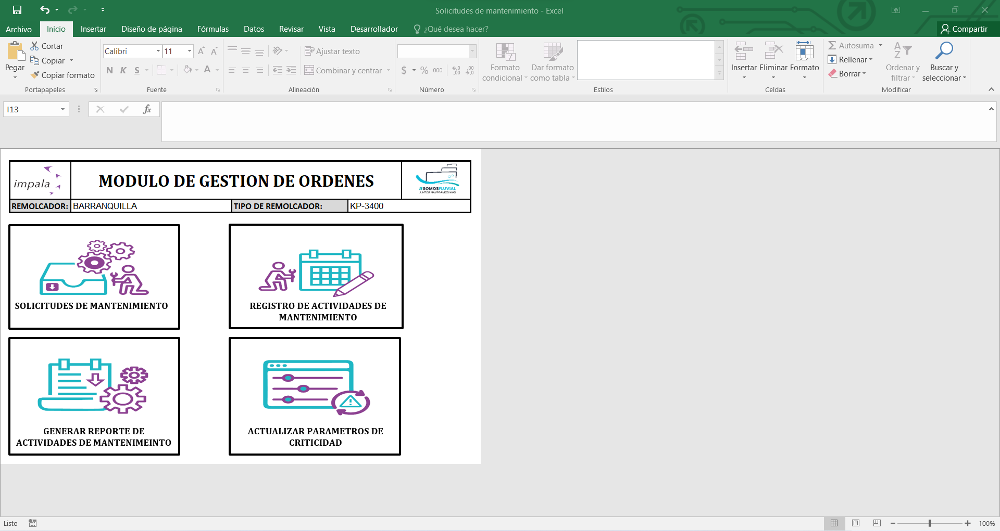 Solicitudes de mantenimiento - Excel
Archivo Inicio Insertar Diseño de página Fórmulas Datos Revisar Vista Desarrollador ¿Qué desea hacer? Compartir
Pegar
Cortar
Copiar
Copiar formato
Portapapeles
Calibri 11
N K S A
Fuente
Ajustar texto
Combinar y centrar
Alineación
$ % 000
Número
Formato condicional
Dar formato como tabla
Estilos
Insertar Eliminar Formato
Celdas
Autosuma
Rellenar
Borrar
Ordenar y filtrar
Buscar y seleccionar
Modificar
I13 fx
impala
MODULO DE GESTION DE ORDENES
#SOMOSFLUVIAL
JUNTOS NAVEGAMOS MÁS
REMOLCADOR: BARRANQUILLA TIPO DE REMOLCADOR: KP-3400
SOLICITUDES DE MANTENIMIENTO
REGISTRO DE ACTIVIDADES DE
MANTENIMIENTO
GENERAR REPORTE DE
ACTIVIDADES DE MANTENIMEINTO
ACTUALIZAR PARAMETROS DE
CRITICIDAD
Listo 100%